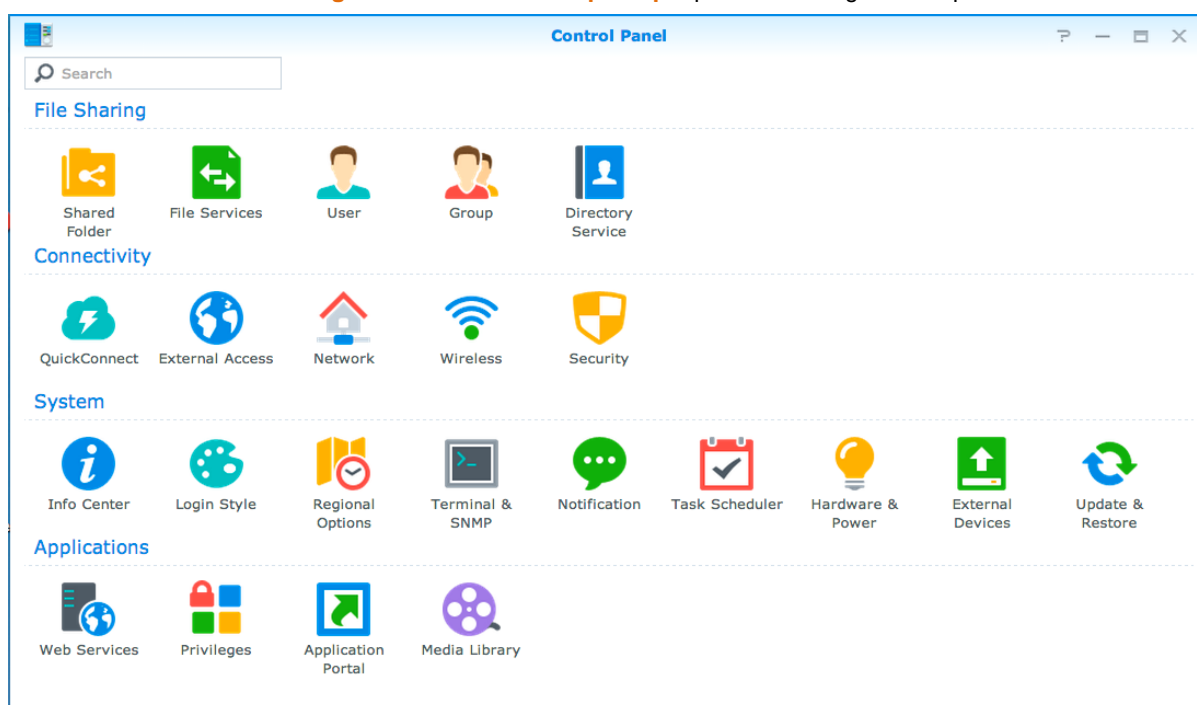 Control Panel
Search
File Sharing
Shared Folder
File Services
User
Group
Directory Service
Connectivity
QuickConnect
External Access
Network
Wireless
Security
System
Info Center
Login Style
Regional Options
Terminal & SNMP
Notification
Task Scheduler
Hardware & Power
External Devices
Update & Restore
Applications
Web Services
Privileges
Application Portal
Media Library